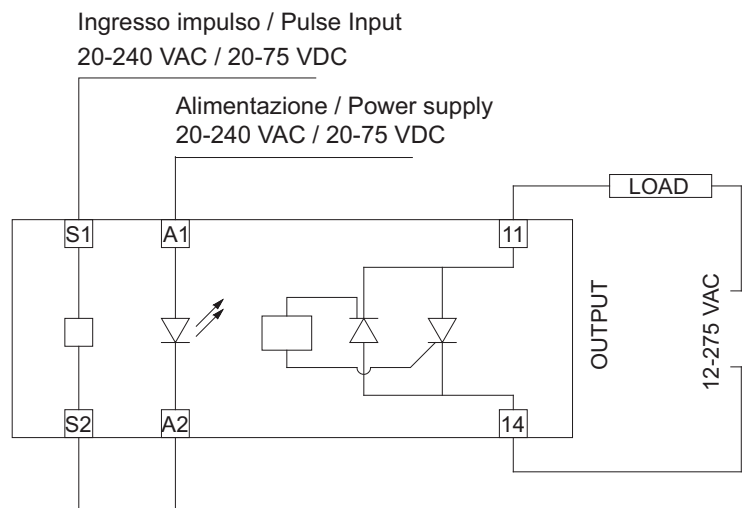 Ingresso impulso / Pulse Input
20-240 VAC / 20-75 VDC
Alimentazione / Power supply
20-240 VAC / 20-75 VDC
LOAD
S1
A1
11
OUTPUT
12-275 VAC
S2
A2
14